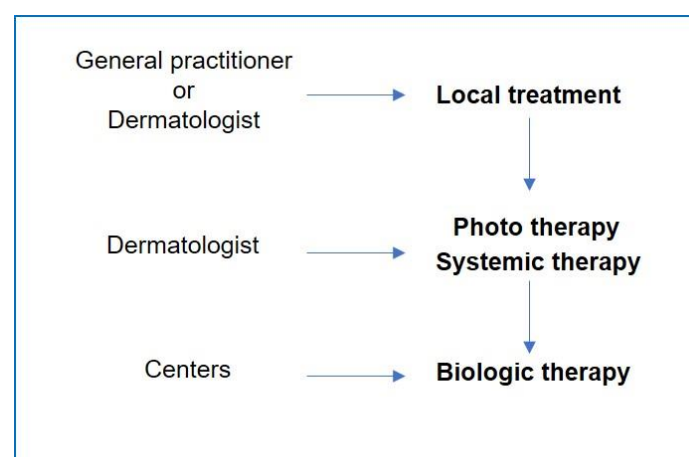 General practitioner
or
Dermatologist
Local treatment
Dermatologist
Photo therapy
Systemic therapy
Centers
Biologic therapy